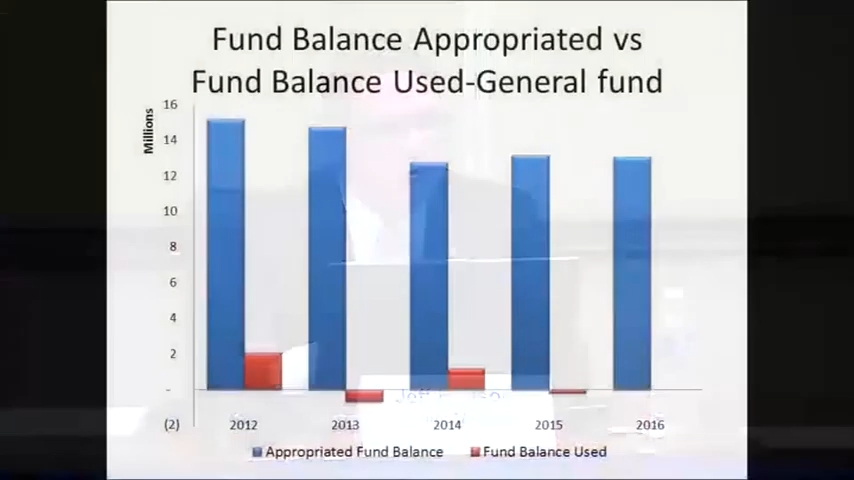 Fund Balance Appropriated vs
Fund Balance Used-General fund
Millions
16
14
12
10
8
6
4
2
-
(2)
2012 2013 2014 2015 2016
Appropriated Fund Balance Fund Balance Used